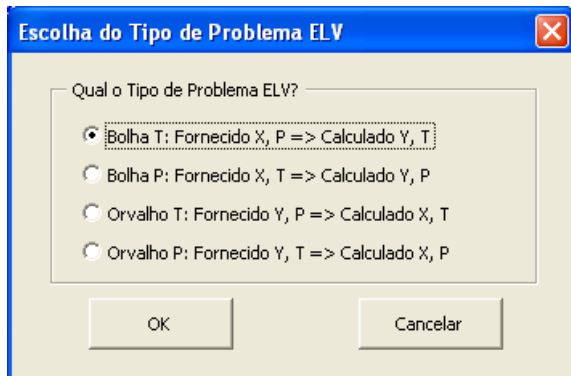 Escolha do Tipo de Problema ELV
Qual o Tipo de Problema ELV?
Bolha T: Fornecido X, P => Calculado Y, T
Bolha P: Fornecido X, T => Calculado Y, P
Orvalho T: Fornecido Y, P => Calculado X, T
Orvalho P: Fornecido Y, T => Calculado X, P
OK
Cancelar